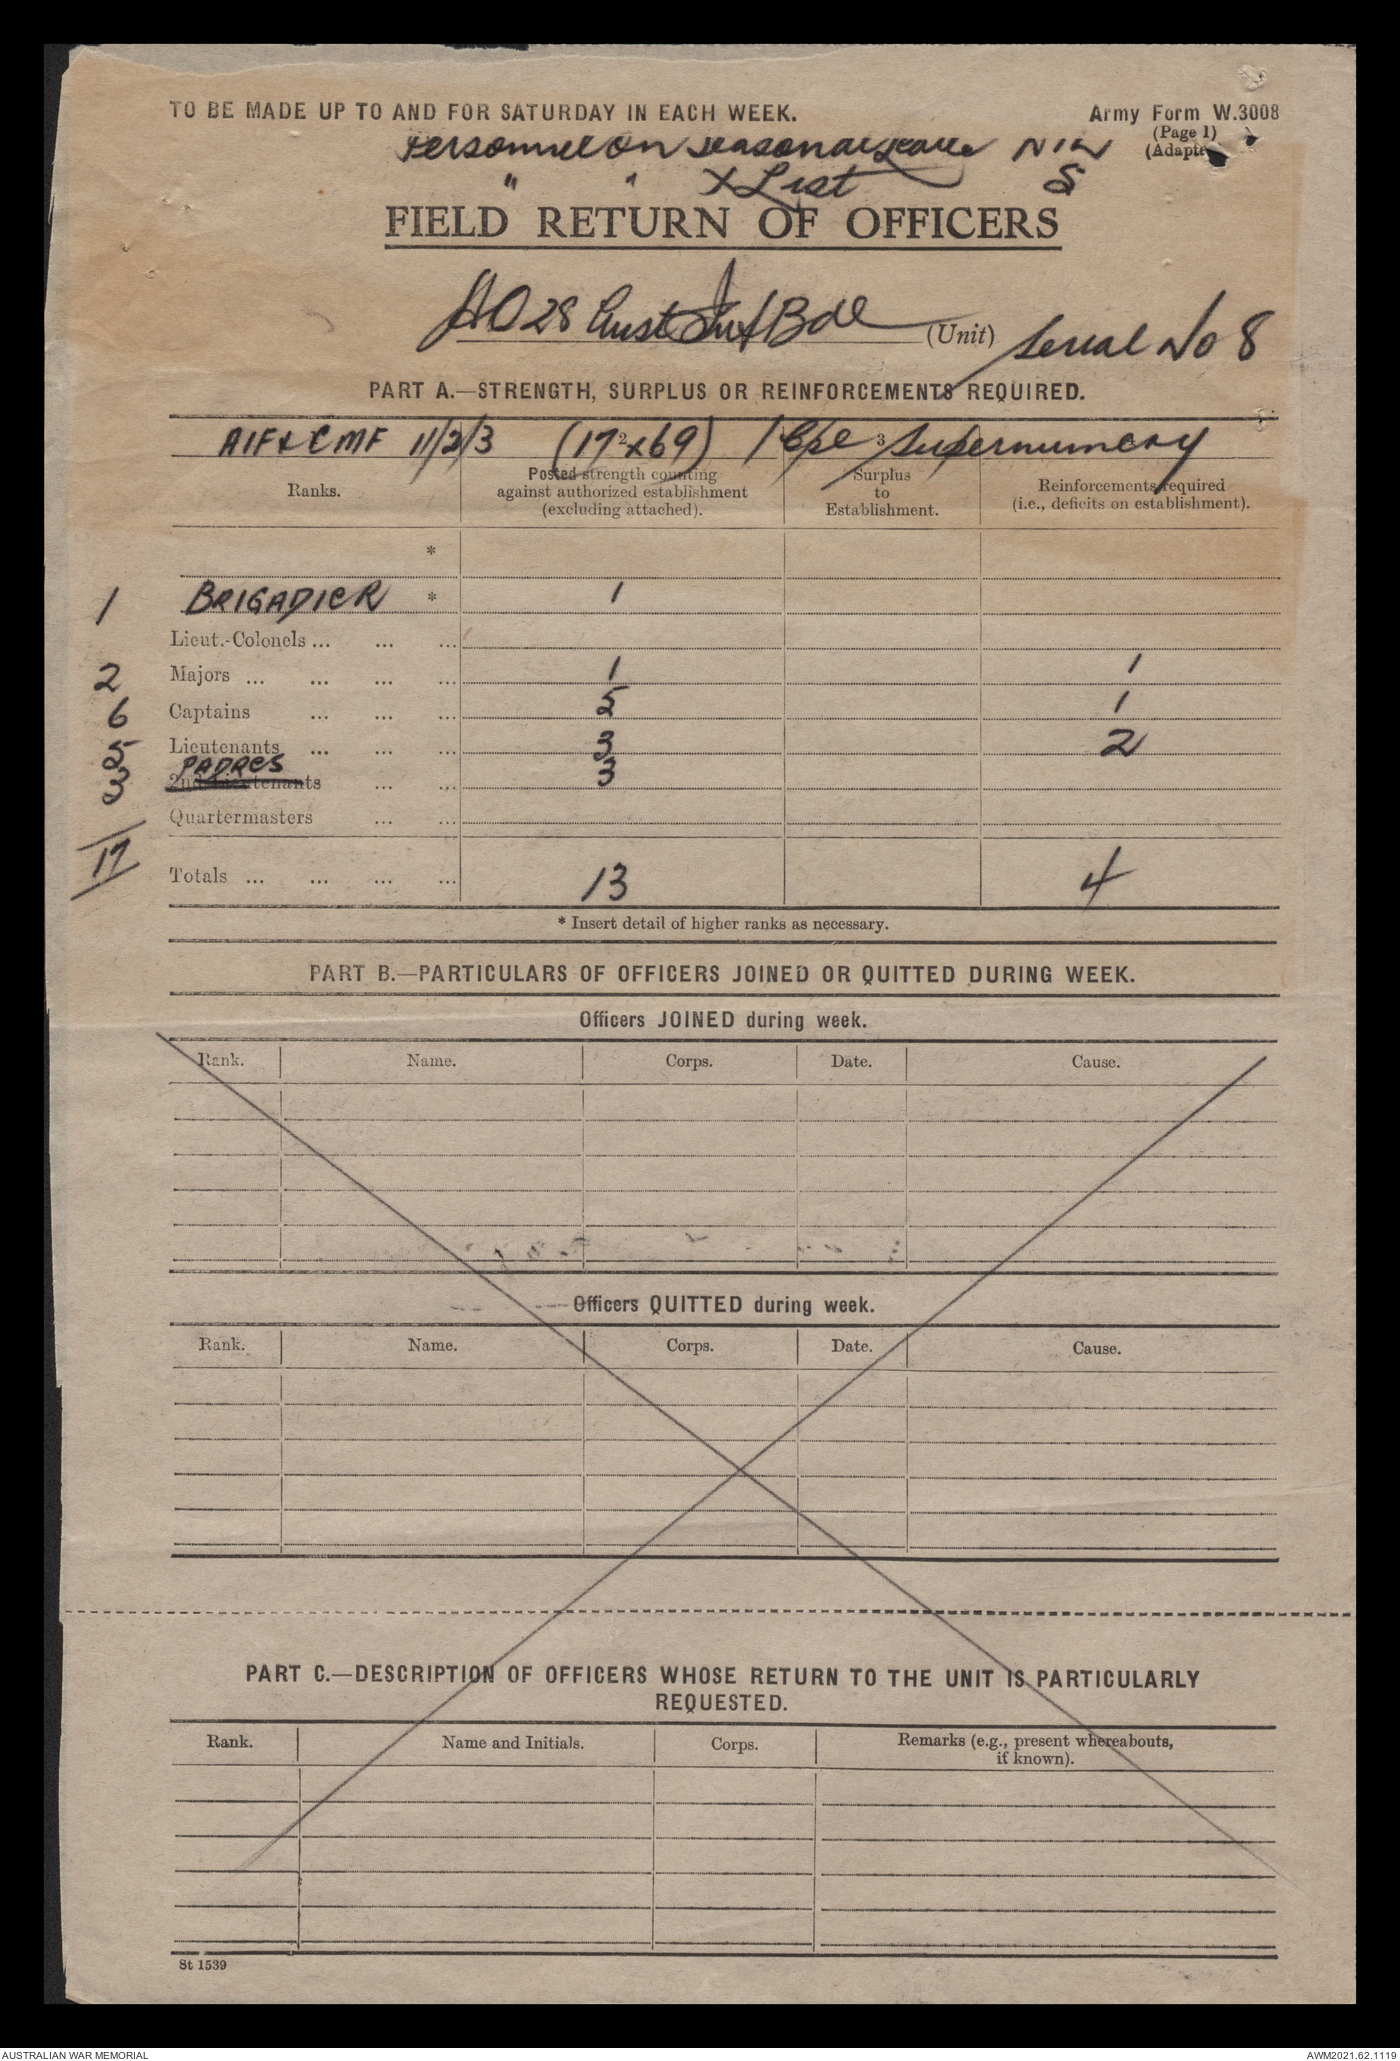 TO BE MADE UP TO AND FOR SATURDAY IN EACH WEEK. Army Form W.3008
(Page 1)
Personnel on Seasonal Leave NIL
(Adapte
" " X List 5
FIELD RETURN OF OFFICERS
HQ 28 Aust Inf Bde (Unit) Serial No 8
PART A.—STRENGTH, SURPLUS OR REINFORCEMENTS REQUIRED.
AIF & CMF 11/2/3 (17 x 69) 1 Cpl Supernumery
2 3
Ranks. Posted strength counting against authorized establishment (excluding attached). Surplus to Establishment. Reinforcements required (i.e., deficits on establishment).
*
1 BRIGADIER * 1
Lieut.-Colonels ... ... ...
2 Majors ... ... ... ... 1 1
6 Captains ... ... ... 5 1
5 Lieutenants ... ... ... 3 2
PADRES
3 2nd Lieutenants ... ... 3
Quartermasters ... ...
17 Totals ... ... ... ... 13 4
* Insert detail of higher ranks as necessary.
PART B.—PARTICULARS OF OFFICERS JOINED OR QUITTED DURING WEEK.
Officers JOINED during week.
Rank. Name. Corps. Date. Cause.
Officers QUITTED during week.
Rank. Name. Corps. Date. Cause.
PART C.—DESCRIPTION OF OFFICERS WHOSE RETURN TO THE UNIT IS PARTICULARLY
REQUESTED.
Rank. Name and Initials. Corps. Remarks (e.g., present whereabouts,
if known).
St 1539
AUSTRALIAN WAR MEMORIAL AWM2021.62.1119